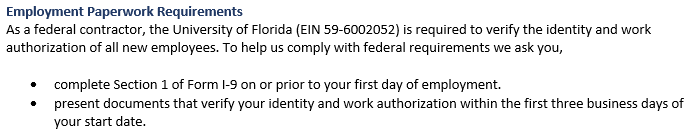 Employment Paperwork Requirements
As a federal contractor, the University of Florida (EIN 59-6002052) is required to verify the identity and work
authorization of all new employees. To help us comply with federal requirements we ask you,
• complete Section 1 of Form I-9 on or prior to your first day of employment.
• present documents that verify your identity and work authorization within the first three business days of
your start date.